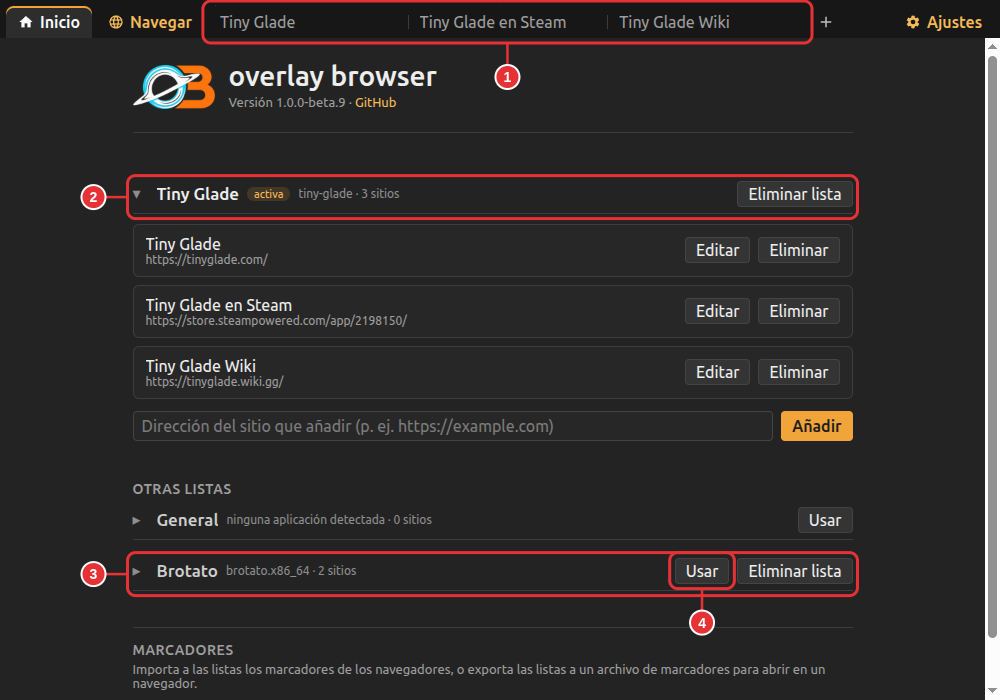 Inicio Navegar Tiny Glade Tiny Glade en Steam Tiny Glade Wiki + Ajustes
1
overlay browser
Versión 1.0.0-beta.9 · GitHub
2
Tiny Glade activa tiny-glade · 3 sitios Eliminar lista
Tiny Glade
https://tinyglade.com/
Editar Eliminar
Tiny Glade en Steam
https://store.steampowered.com/app/2198150/
Editar Eliminar
Tiny Glade Wiki
https://tinyglade.wiki.gg/
Editar Eliminar
Dirección del sitio que añadir (p. ej. https://example.com) Añadir
OTRAS LISTAS
General ninguna aplicación detectada · 0 sitios Usar
3
Brotato brotato.x86_64 · 2 sitios Usar Eliminar lista
4
MARCADORES
Importa a las listas los marcadores de los navegadores, o exporta las listas a un archivo de marcadores para abrir en un
navegador.